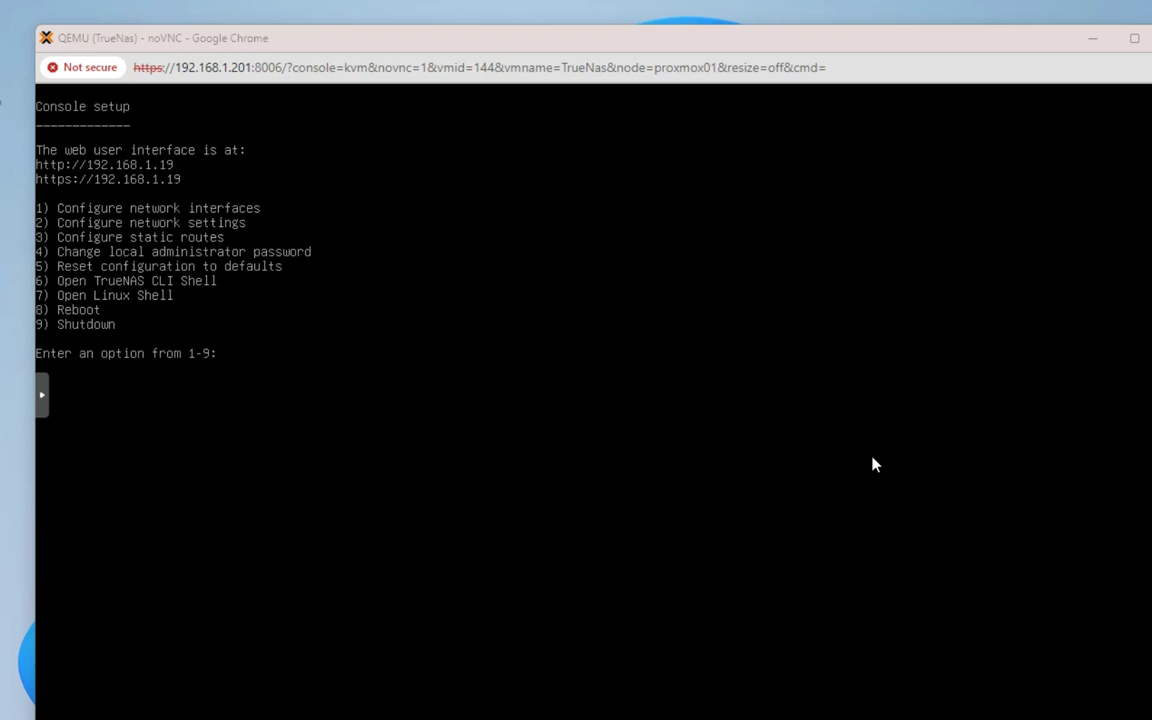 QEMU (TrueNas) - noVNC - Google Chrome
Not secure https://192.168.1.201:8006/?console=kvm&novnc=1&vmid=144&vmname=TrueNas&node=proxmox01&resize=off&cmd=
Console setup
-------------
The web user interface is at:
http://192.168.1.19
https://192.168.1.19
1) Configure network interfaces
2) Configure network settings
3) Configure static routes
4) Change local administrator password
5) Reset configuration to defaults
6) Open TrueNAS CLI Shell
7) Open Linux Shell
8) Reboot
9) Shutdown
Enter an option from 1-9: